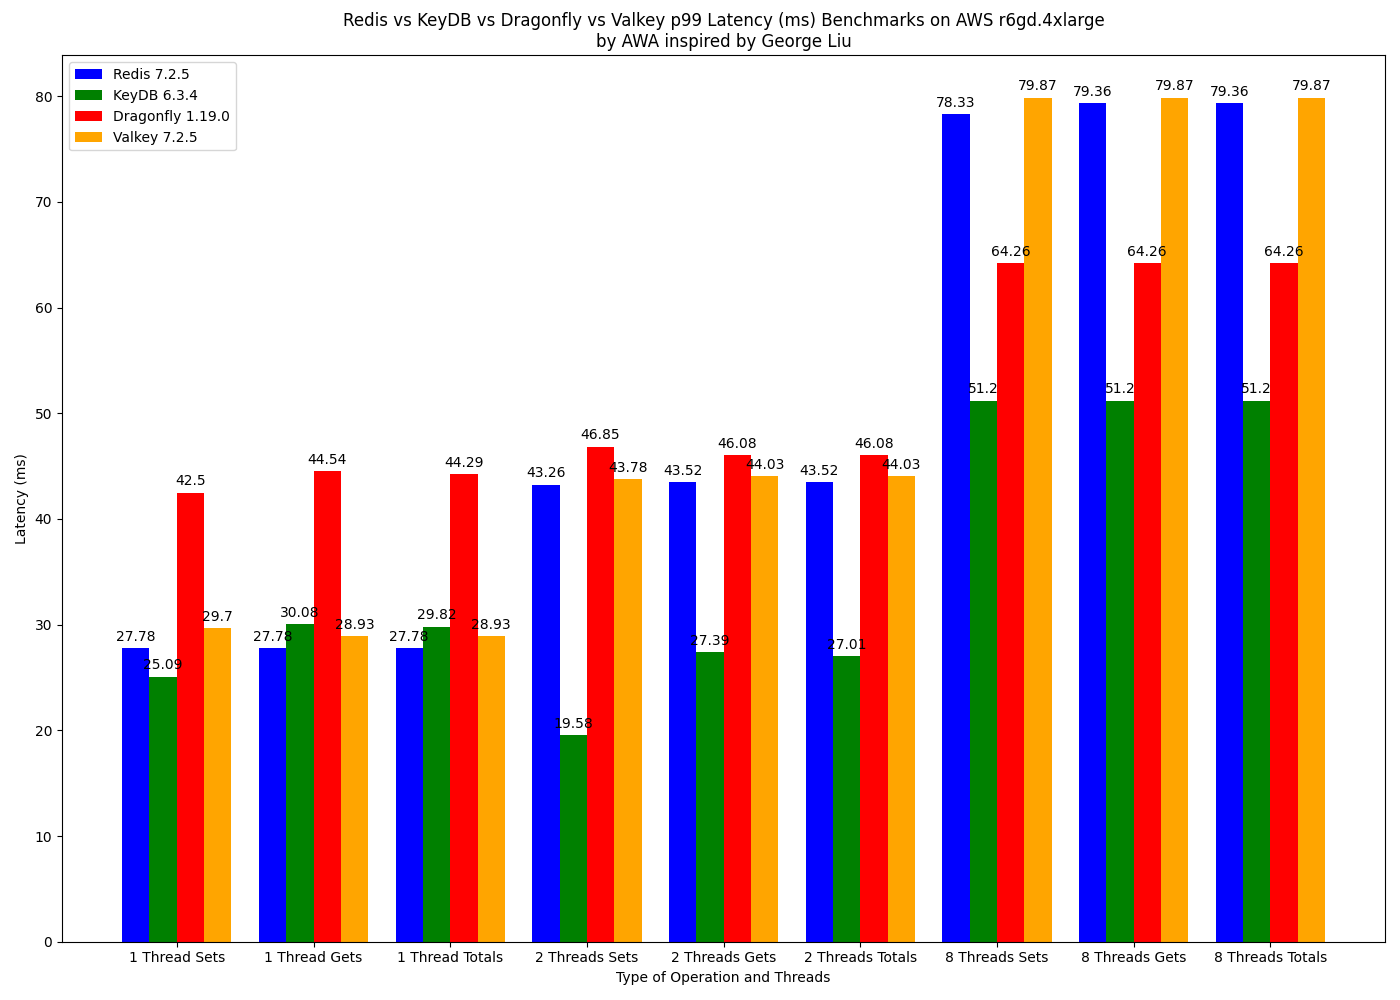 Redis vs KeyDB vs Dragonfly vs Valkey p99 Latency (ms) Benchmarks on AWS r6gd.4xlarge
by AWA inspired by George Liu
Redis 7.2.5
KeyDB 6.3.4
Dragonfly 1.19.0
Valkey 7.2.5
Latency (ms)
80
70
60
50
40
30
20
10
0
27.78
25.09
42.5
29.7
27.78
30.08
44.54
28.93
27.78
29.82
44.29
28.93
43.26
19.58
46.85
43.78
43.52
27.39
46.08
44.03
43.52
27.01
46.08
44.03
78.33
51.2
64.26
79.87
79.36
51.2
64.26
79.87
79.36
51.2
64.26
79.87
1 Thread Sets
1 Thread Gets
1 Thread Totals
2 Threads Sets
2 Threads Gets
2 Threads Totals
8 Threads Sets
8 Threads Gets
8 Threads Totals
Type of Operation and Threads